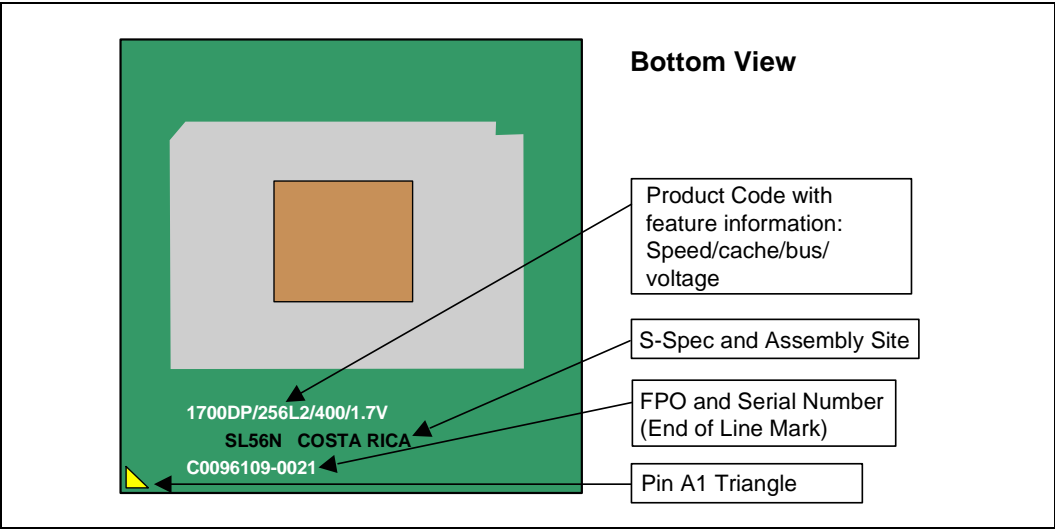 Bottom View
Product Code with
feature information:
Speed/cache/bus/
voltage
S-Spec and Assembly Site
FPO and Serial Number
(End of Line Mark)
Pin A1 Triangle
1700DP/256L2/400/1.7V
SL56N COSTA RICA
C0096109-0021